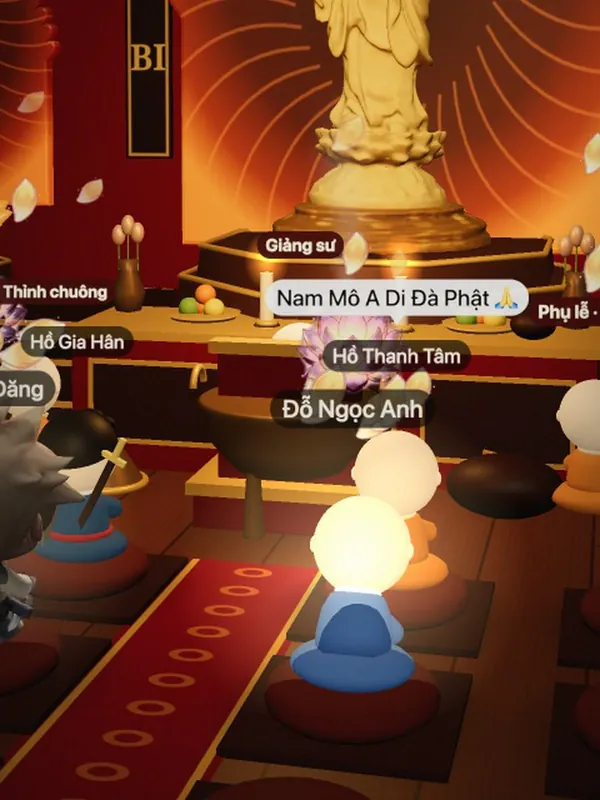 BI
Giảng sư
Thỉnh chuông
Nam Mô A Di Đà Phật 🙏
Phụ lễ ·
Hồ Gia Hân
Hồ Thanh Tâm
Đăng
Đỗ Ngọc Anh